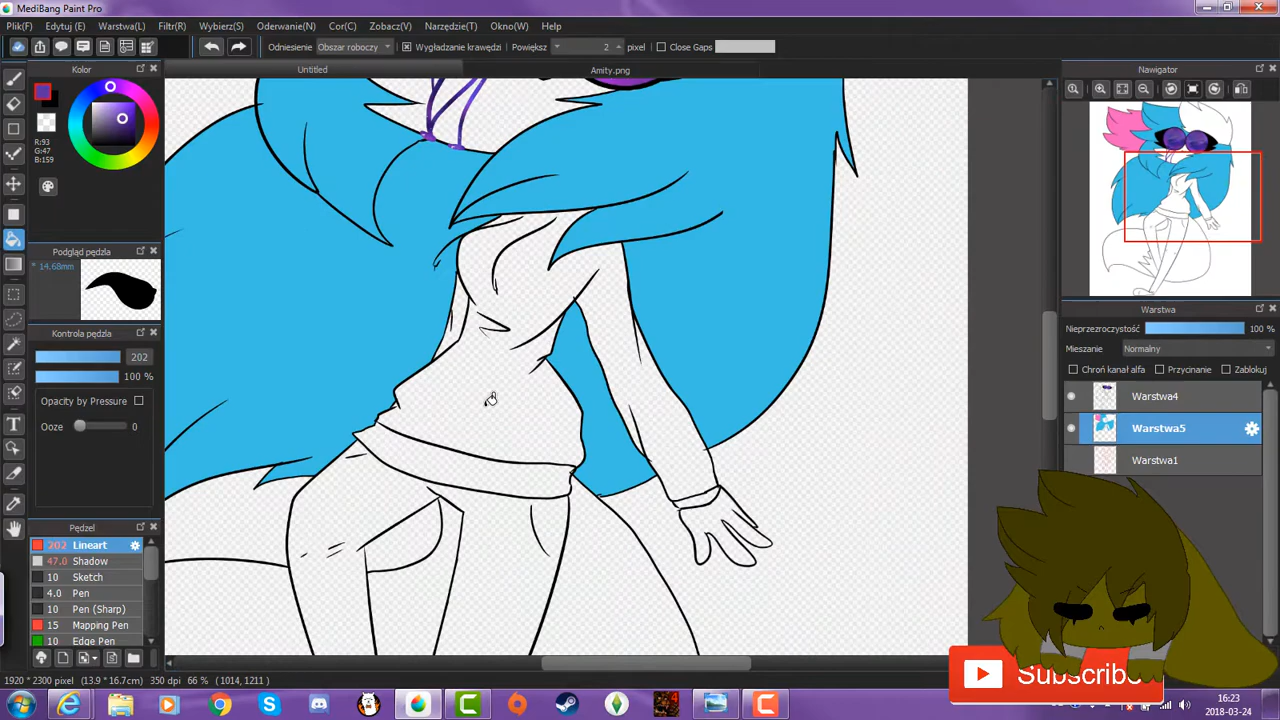 MediBang Paint Pro
Plik(F) Edytuj (E) Warstwa(L) Filtr(R) Wybierz(S) Oderwanie(N) Cor(C) Zobacz(V) Narzędzie(T) Okno(W) Help
Odniesienie Obszar roboczy Wygładzanie krawędzi Powiększ 2 pixel Close Gaps
Kolor Untitled Amity.png Nawigator
R:93
G:47
B:159
Podgląd pędzla
* 14.68mm
Kontrola pędzla
202
100 %
Opacity by Pressure
Ooze 0
Pędzel
202 Lineart
47.0 Shadow
10 Sketch
4.0 Pen
10 Pen (Sharp)
15 Mapping Pen
10 Edge Pen
Warstwa
Nieprzezroczystość 100 %
Mieszanie Normalny
Chroń kanał alfa Przycinanie Zablokuj
Warstwa4
Warstwa5
Warstwa1
1920 * 2300 pixel (13.9 * 16.7cm) 350 dpi 66 % ( 1014, 1211 )
Subscribe
16:23
2018-03-24